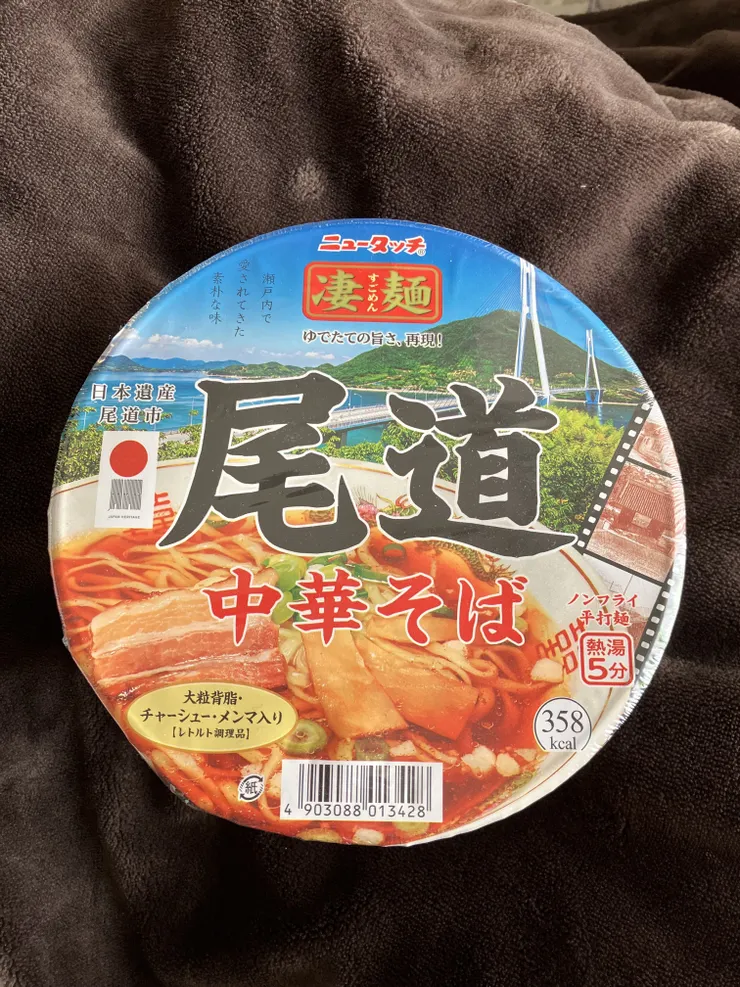 ニュータッチ®
凄麺
すごめん
ゆでたての旨さ、再現!
瀬戸内で
愛されてきた
素朴な味
日本遺産
尾道市
JAPAN HERITAGE
尾道
中華そば
ノンフライ
平打麺
熱湯
5分
大粒背脂・
チャーシュー・メンマ入り
【レトルト調理品】
358
kcal
紙
4 903088 013428